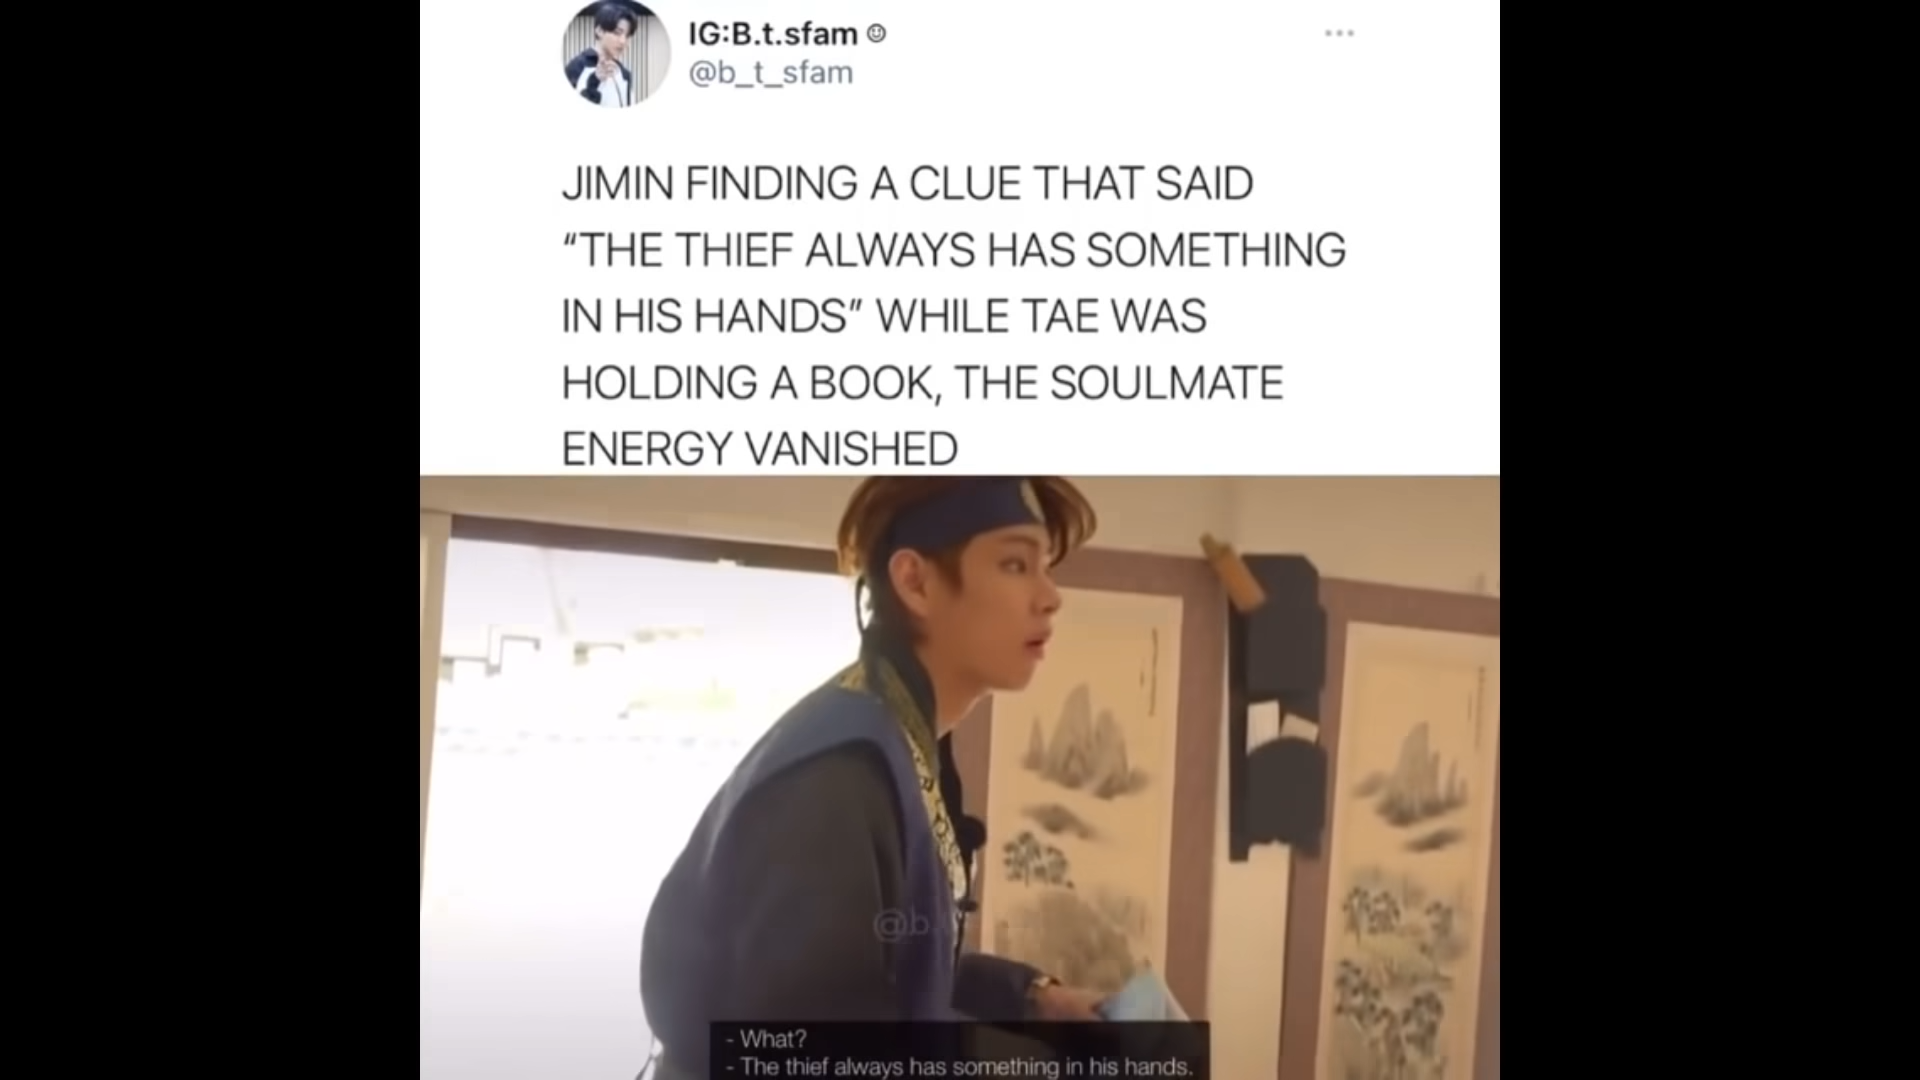 IG:B.t.sfam
@b_t_sfam
JIMIN FINDING A CLUE THAT SAID
“THE THIEF ALWAYS HAS SOMETHING
IN HIS HANDS” WHILE TAE WAS
HOLDING A BOOK, THE SOULMATE
ENERGY VANISHED
@b.
- What?
- The thief always has something in his hands.